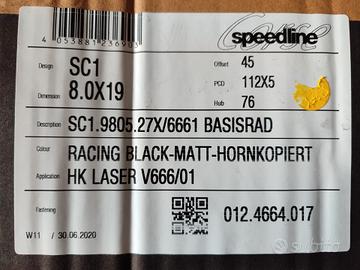 4 053881 236903
speedline
Corse
Design SC1 Offset 45
Dimension 8.0X19 PCD 112X5
Hub 76
Description SC1.9805.27X/6661 BASISRAD
Colour RACING BLACK-MATT-HORNKOPIERT
Application HK LASER V666/01
Fastening 012.4664.017
W11 / 30.06.2020
subito